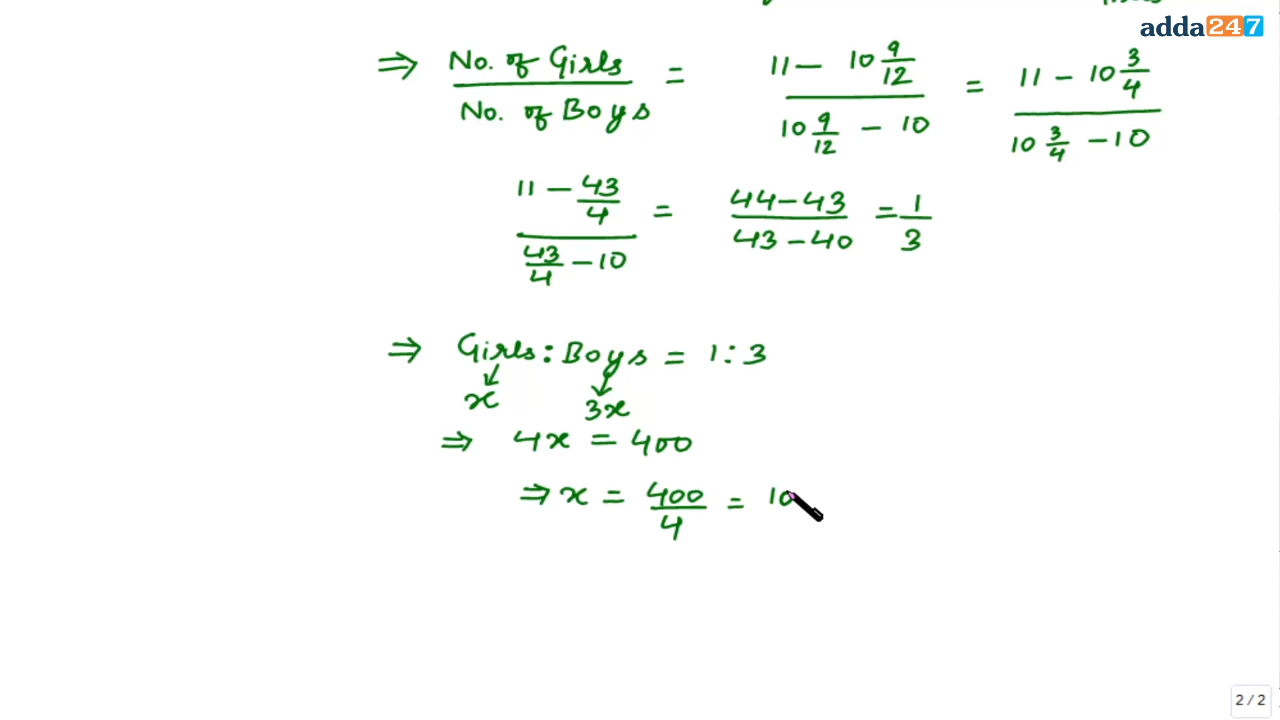 adda247
⇒ No. of Girls / No. of Boys = (11 - 10 9/12) / (10 9/12 - 10) = (11 - 10 3/4) / (10 3/4 - 10)
(11 - 43/4) / (43/4 - 10) = (44 - 43) / (43 - 40) = 1/3
⇒ Girls : Boys = 1 : 3
x 3x
⇒ 4x = 400
⇒ x = 400/4 = 10
2 / 2